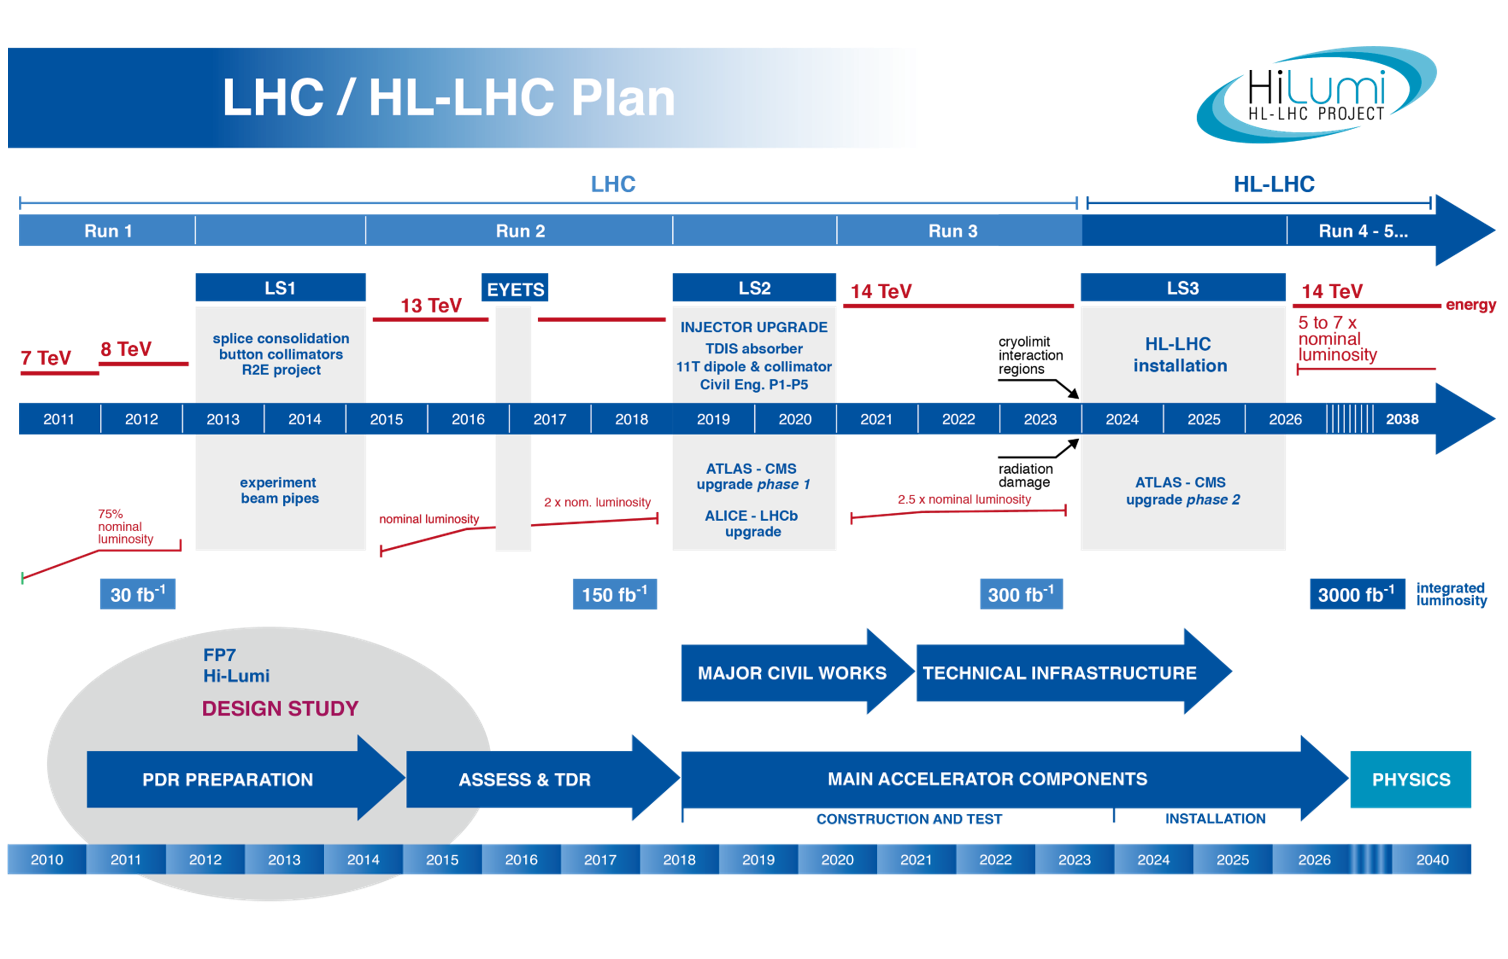 LHC / HL-LHC Plan
HiLumi
HL-LHC PROJECT
LHC
HL-LHC
Run 1
Run 2
Run 3
Run 4 - 5...
LS1
EYETS
LS2
LS3
13 TeV
14 TeV
14 TeV
energy
7 TeV
8 TeV
splice consolidation
button collimators
R2E project
INJECTOR UPGRADE
TDIS absorber
11T dipole & collimator
Civil Eng. P1-P5
cryolimit
interaction
regions
HL-LHC
installation
5 to 7 x
nominal
luminosity
2011 2012 2013 2014 2015 2016 2017 2018 2019 2020 2021 2022 2023 2024 2025 2026 2038
experiment
beam pipes
ATLAS - CMS
upgrade phase 1
ALICE - LHCb
upgrade
radiation
damage
ATLAS - CMS
upgrade phase 2
75%
nominal
luminosity
nominal luminosity
2 x nom. luminosity
2.5 x nominal luminosity
30 fb-1
150 fb-1
300 fb-1
3000 fb-1
integrated
luminosity
FP7
Hi-Lumi
DESIGN STUDY
MAJOR CIVIL WORKS
TECHNICAL INFRASTRUCTURE
PDR PREPARATION
ASSESS & TDR
MAIN ACCELERATOR COMPONENTS
PHYSICS
CONSTRUCTION AND TEST
INSTALLATION
2010 2011 2012 2013 2014 2015 2016 2017 2018 2019 2020 2021 2022 2023 2024 2025 2026 2040